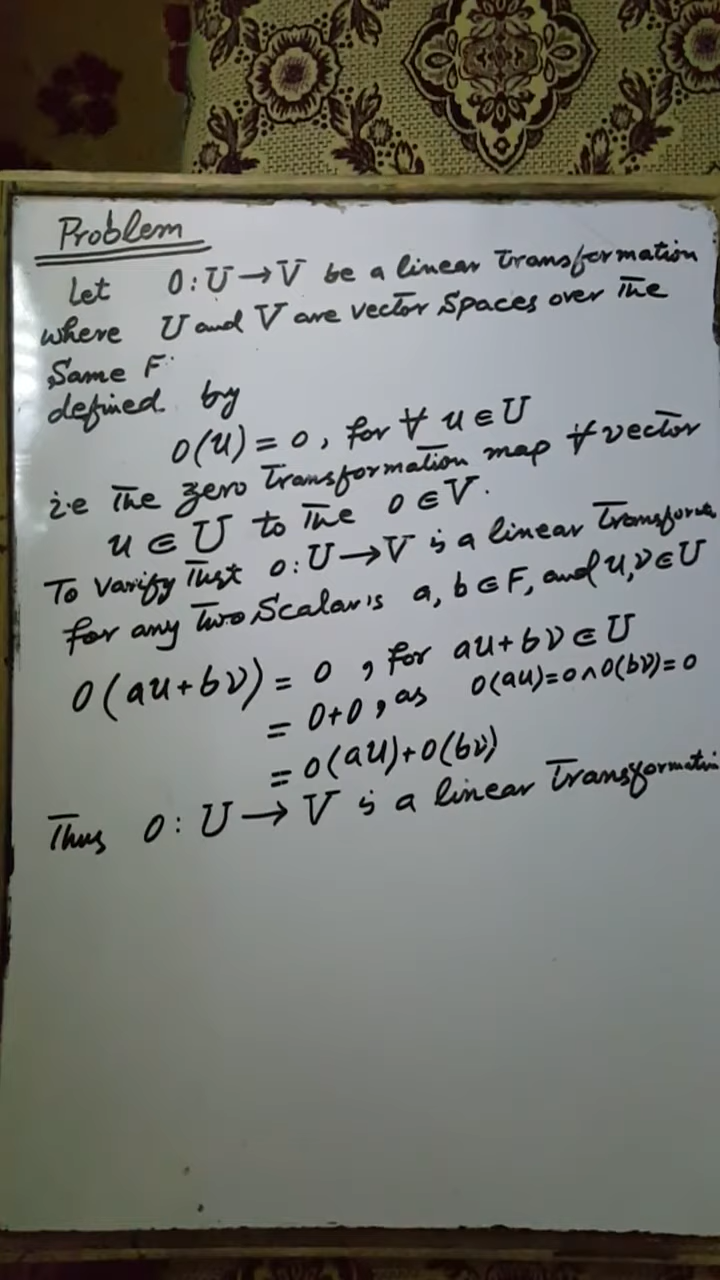 Problem
Let 0 : U → V be a linear transformation
where U and V are vector spaces over the
same F.
defined by
0(u) = 0, for ∀ u ∈ U
i.e the zero transformation map ∀ vector
u ∈ U to the 0 ∈ V.
To varify that 0 : U → V is a linear transforma
for any two scalar's a, b ∈ F, and u, v ∈ U
0(au+bv) = 0 , for au+bv ∈ U
= 0+0 , as 0(au)=0 ∧ 0(bv)=0
= 0(au)+0(bv)
Thus 0 : U → V is a linear transformatin